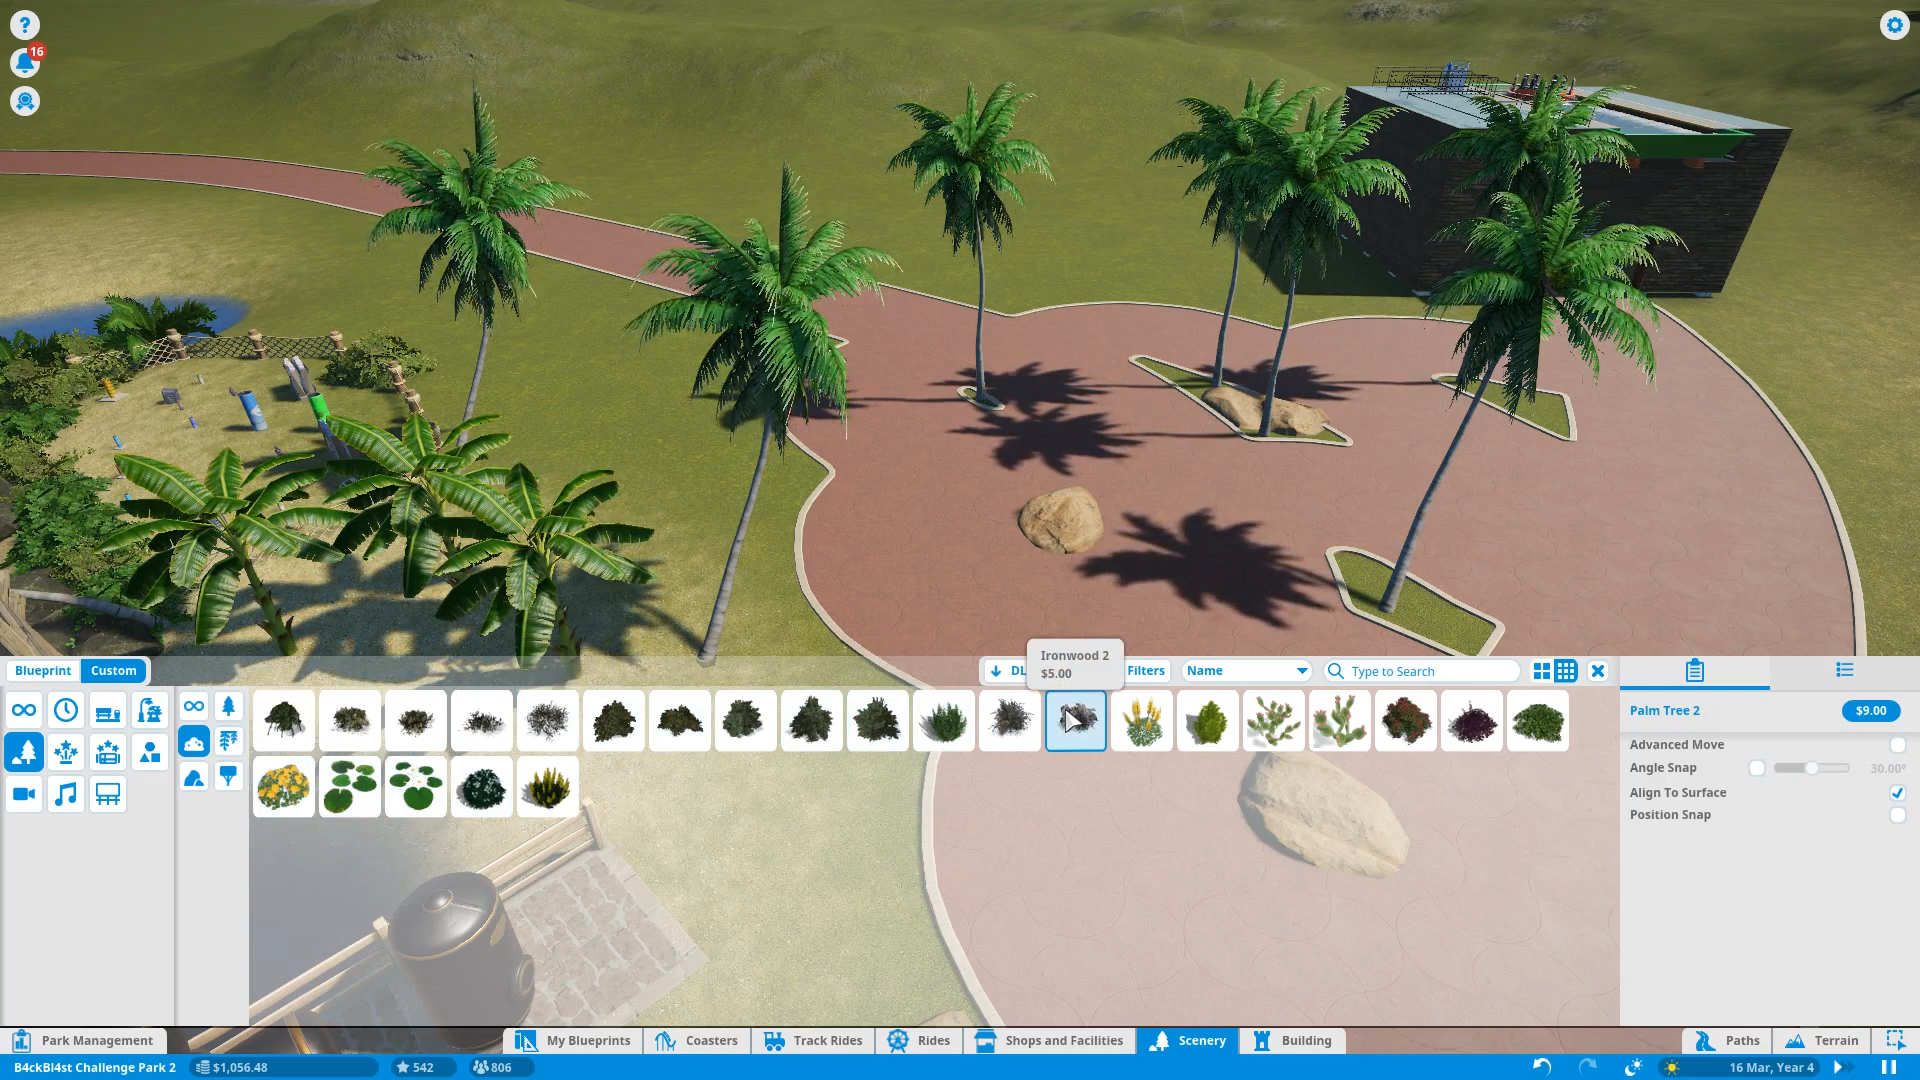 ?
16
Blueprint
Custom
DL
Ironwood 2
$5.00
Filters
Name
Type to Search
Palm Tree 2
$9.00
Advanced Move
Angle Snap
30.00°
Align To Surface
Position Snap
Park Management
My Blueprints
Coasters
Track Rides
Rides
Shops and Facilities
Scenery
Building
Paths
Terrain
B4ckBl4st Challenge Park 2
$1,056.48
542
806
16 Mar, Year 4